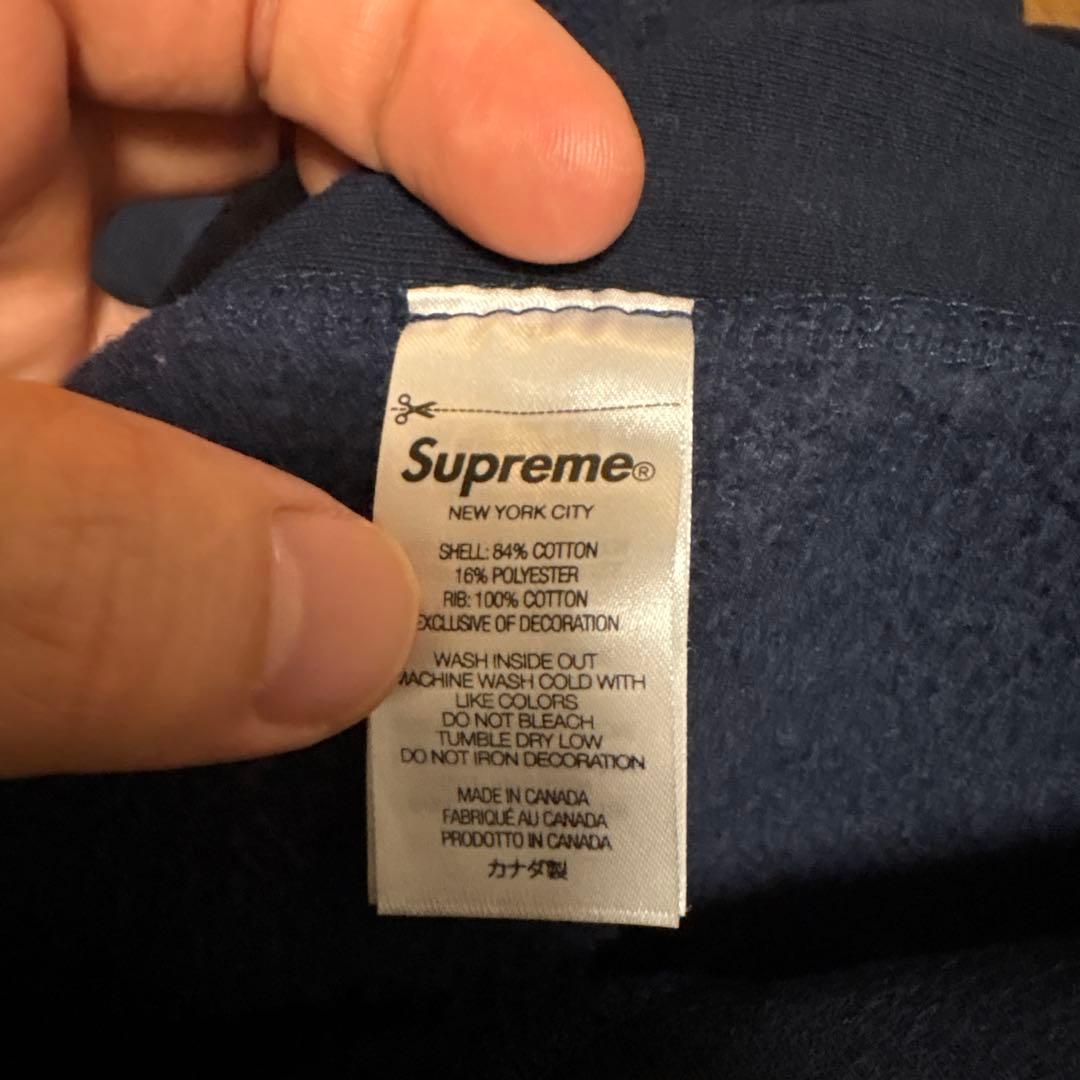 Supreme®
NEW YORK CITY
SHELL: 84% COTTON
16% POLYESTER
RIB: 100% COTTON
EXCLUSIVE OF DECORATION
WASH INSIDE OUT
MACHINE WASH COLD WITH
LIKE COLORS
DO NOT BLEACH
TUMBLE DRY LOW
DO NOT IRON DECORATION
MADE IN CANADA
FABRIQUÉ AU CANADA
PRODOTTO IN CANADA
カナダ製